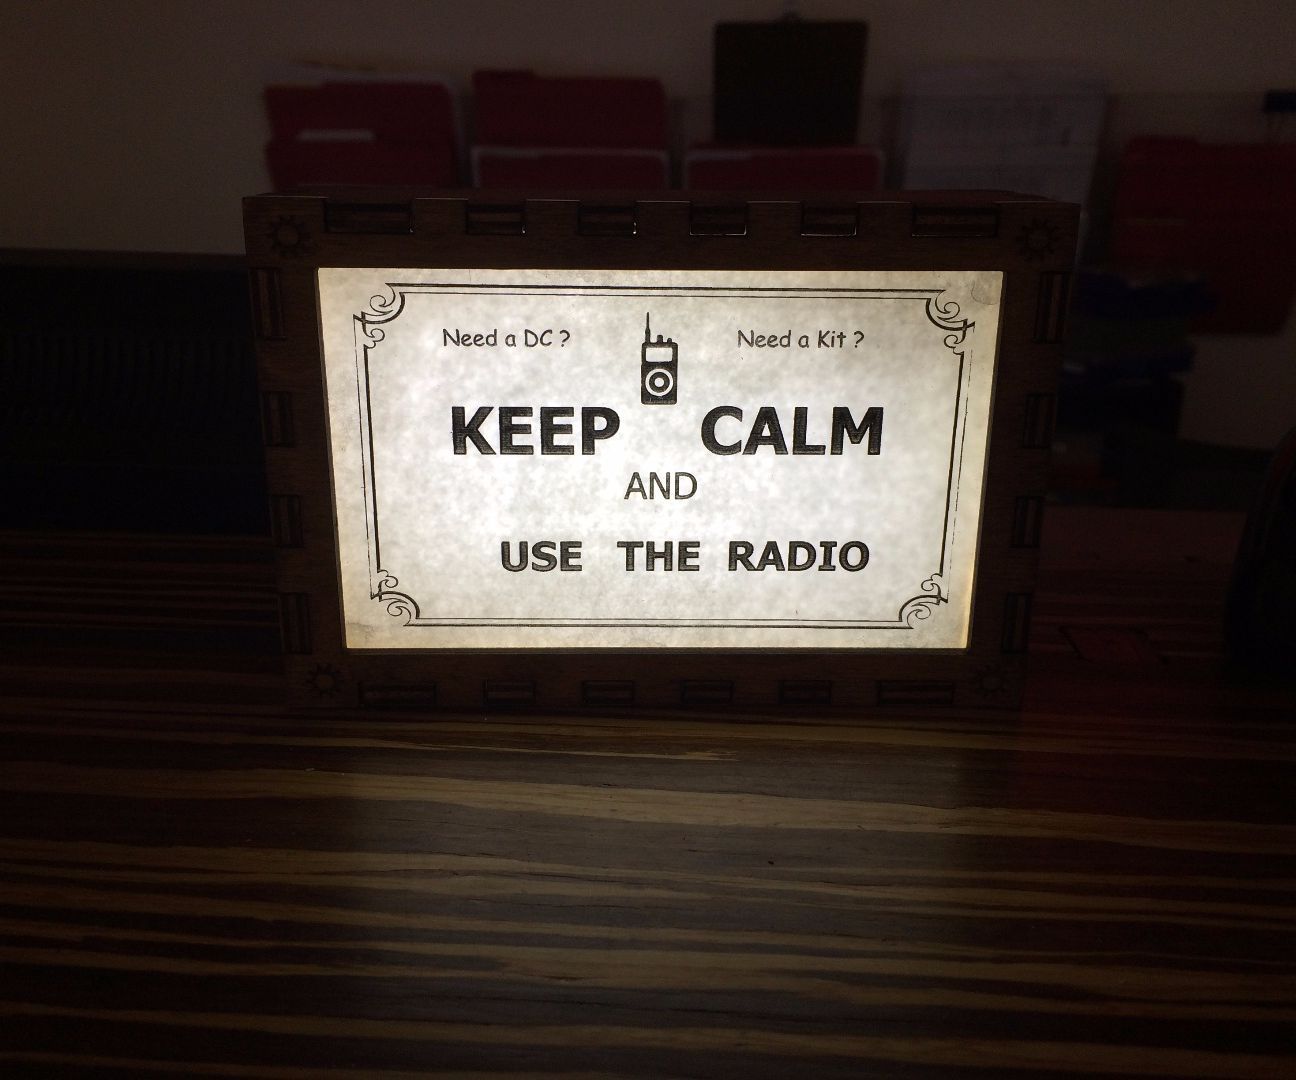 Need a DC ? Need a Kit ?
KEEP CALM
AND
USE THE RADIO